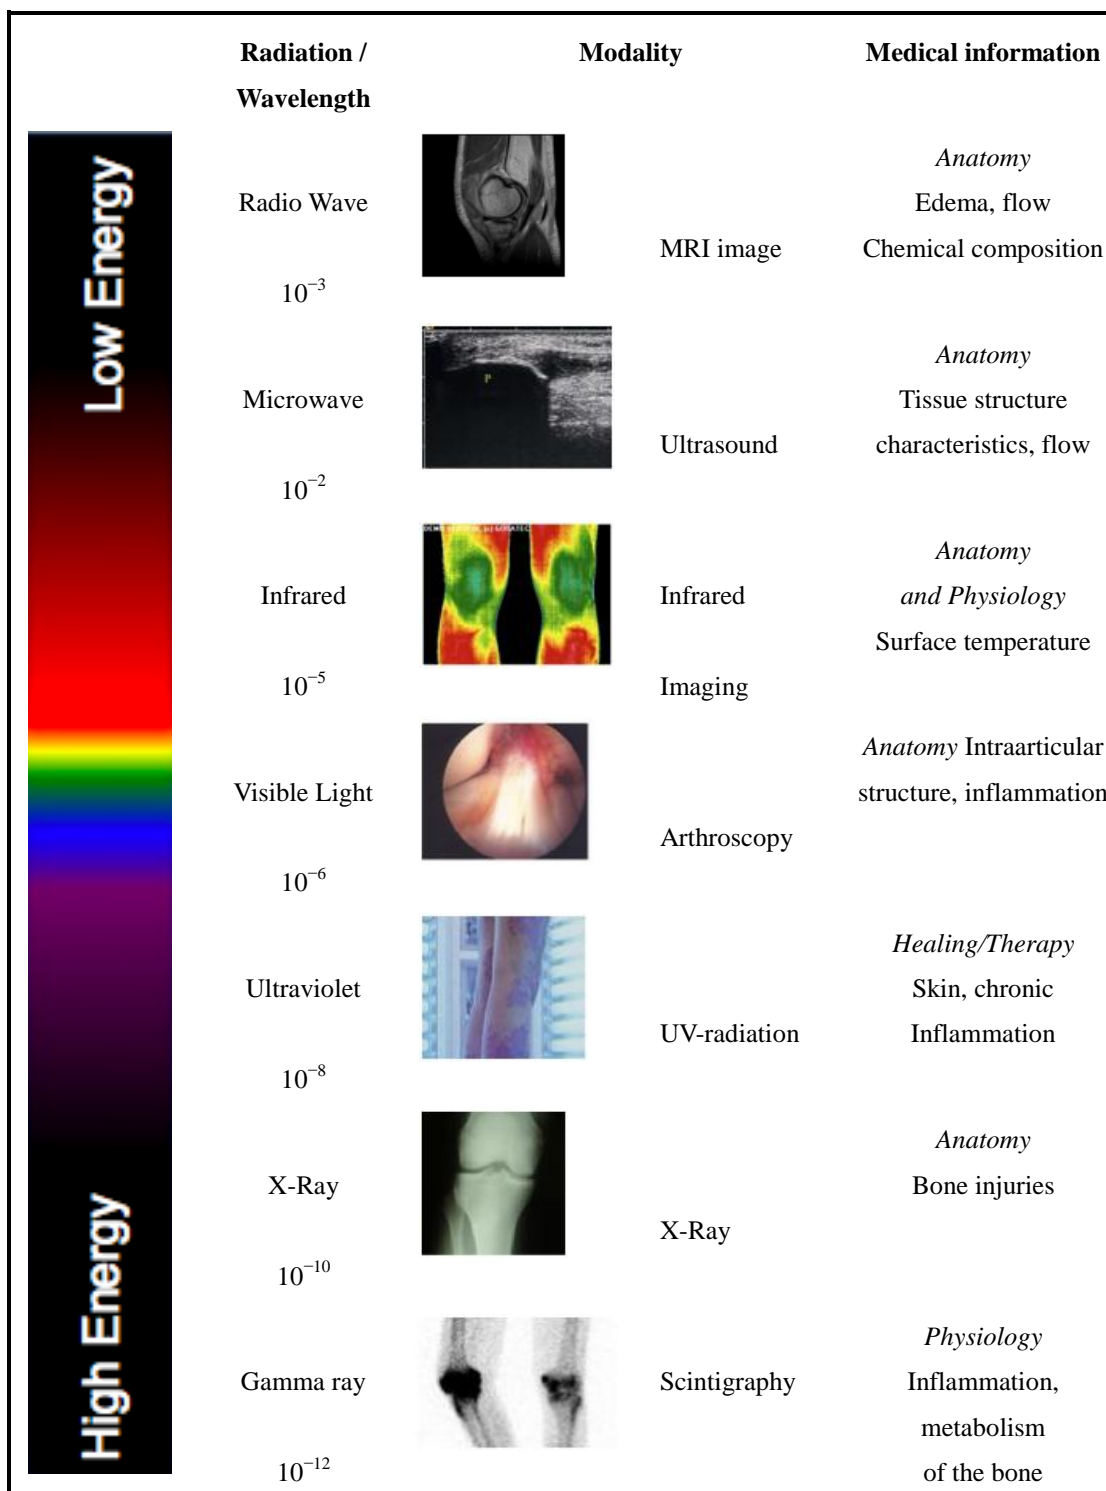 Radiation /
Wavelength
Modality
Medical information
Low Energy
Radio Wave
10⁻³
MRI image
Anatomy
Edema, flow
Chemical composition
Microwave
10⁻²
P
Ultrasound
Anatomy
Tissue structure
characteristics, flow
Infrared
10⁻⁵
Infrared
Imaging
Anatomy
and Physiology
Surface temperature
Visible Light
10⁻⁶
Arthroscopy
Anatomy Intraarticular
structure, inflammation
Ultraviolet
10⁻⁸
UV-radiation
Healing/Therapy
Skin, chronic
Inflammation
High Energy
X-Ray
10⁻¹⁰
X-Ray
Anatomy
Bone injuries
Gamma ray
10⁻¹²
Scintigraphy
Physiology
Inflammation,
metabolism
of the bone